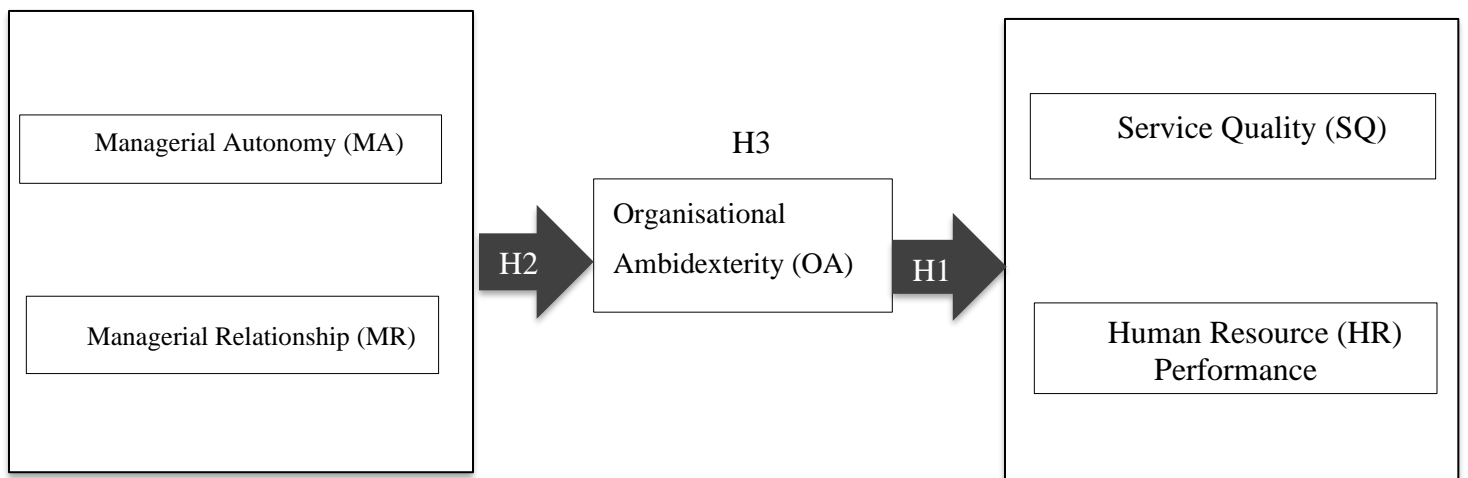 Managerial Autonomy (MA)
Managerial Relationship (MR)
H2
H3
Organisational
Ambidexterity (OA)
H1
Service Quality (SQ)
Human Resource (HR)
Performance